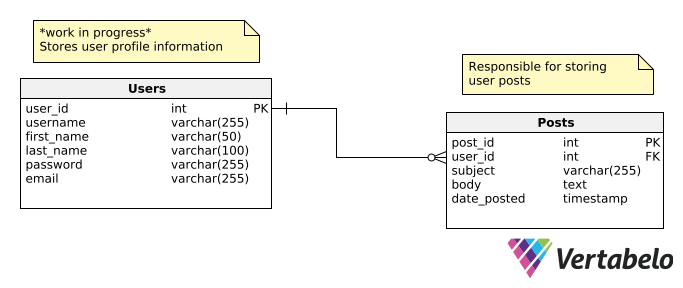 *work in progress*
Stores user profile information
Users
user_id int PK
username varchar(255)
first_name varchar(50)
last_name varchar(100)
password varchar(255)
email varchar(255)
Responsible for storing
user posts
Posts
post_id int PK
user_id int FK
subject varchar(255)
body text
date_posted timestamp
Vertabelo